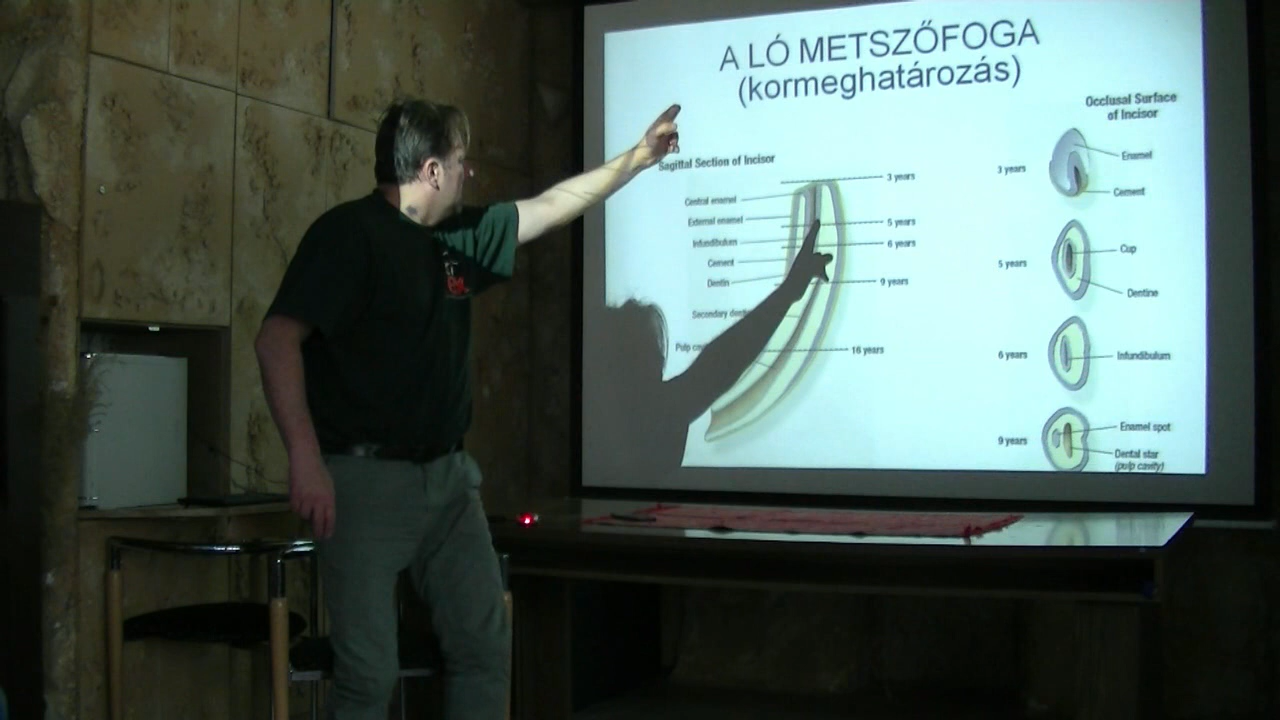 A LÓ METSZŐFOGA
(kormeghatározás)
Sagittal Section of Incisor
Central enamel
External enamel
Infundibulum
Cement
Dentin
Secondary
Pulp
3 years
5 years
6 years
9 years
16 years
Occlusal Surface
of Incisor
3 years
Enamel
Cement
5 years
Cup
Dentine
6 years
Infundibulum
9 years
Enamel spot
Dental star
(pulp cavity)